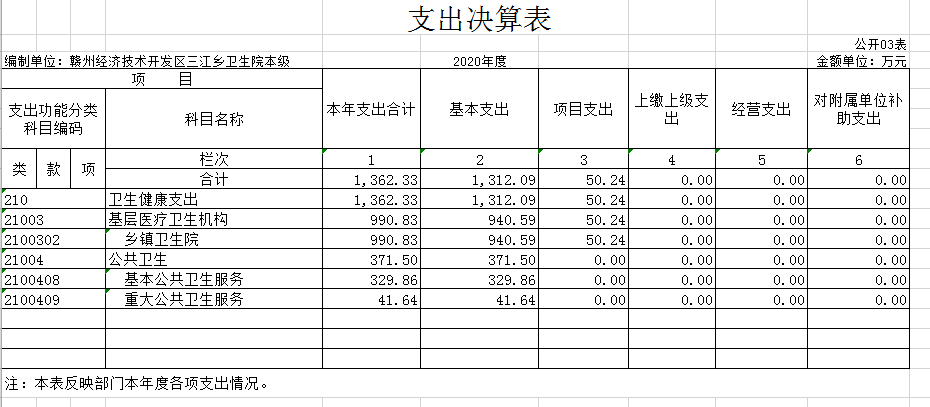 支出决算表
公开03表
编制单位：赣州经济技术开发区三江乡卫生院本级 2020年度 金额单位：万元
项 目 本年支出合计 基本支出 项目支出 上缴上级支出 经营支出 对附属单位补助支出
支出功能分类科目编码 科目名称
类 款 项 栏次 1 2 3 4 5 6
合计 1,362.33 1,312.09 50.24 0.00 0.00 0.00
210 卫生健康支出 1,362.33 1,312.09 50.24 0.00 0.00 0.00
21003 基层医疗卫生机构 990.83 940.59 50.24 0.00 0.00 0.00
2100302 乡镇卫生院 990.83 940.59 50.24 0.00 0.00 0.00
21004 公共卫生 371.50 371.50 0.00 0.00 0.00 0.00
2100408 基本公共卫生服务 329.86 329.86 0.00 0.00 0.00 0.00
2100409 重大公共卫生服务 41.64 41.64 0.00 0.00 0.00 0.00
注：本表反映部门本年度各项支出情况。